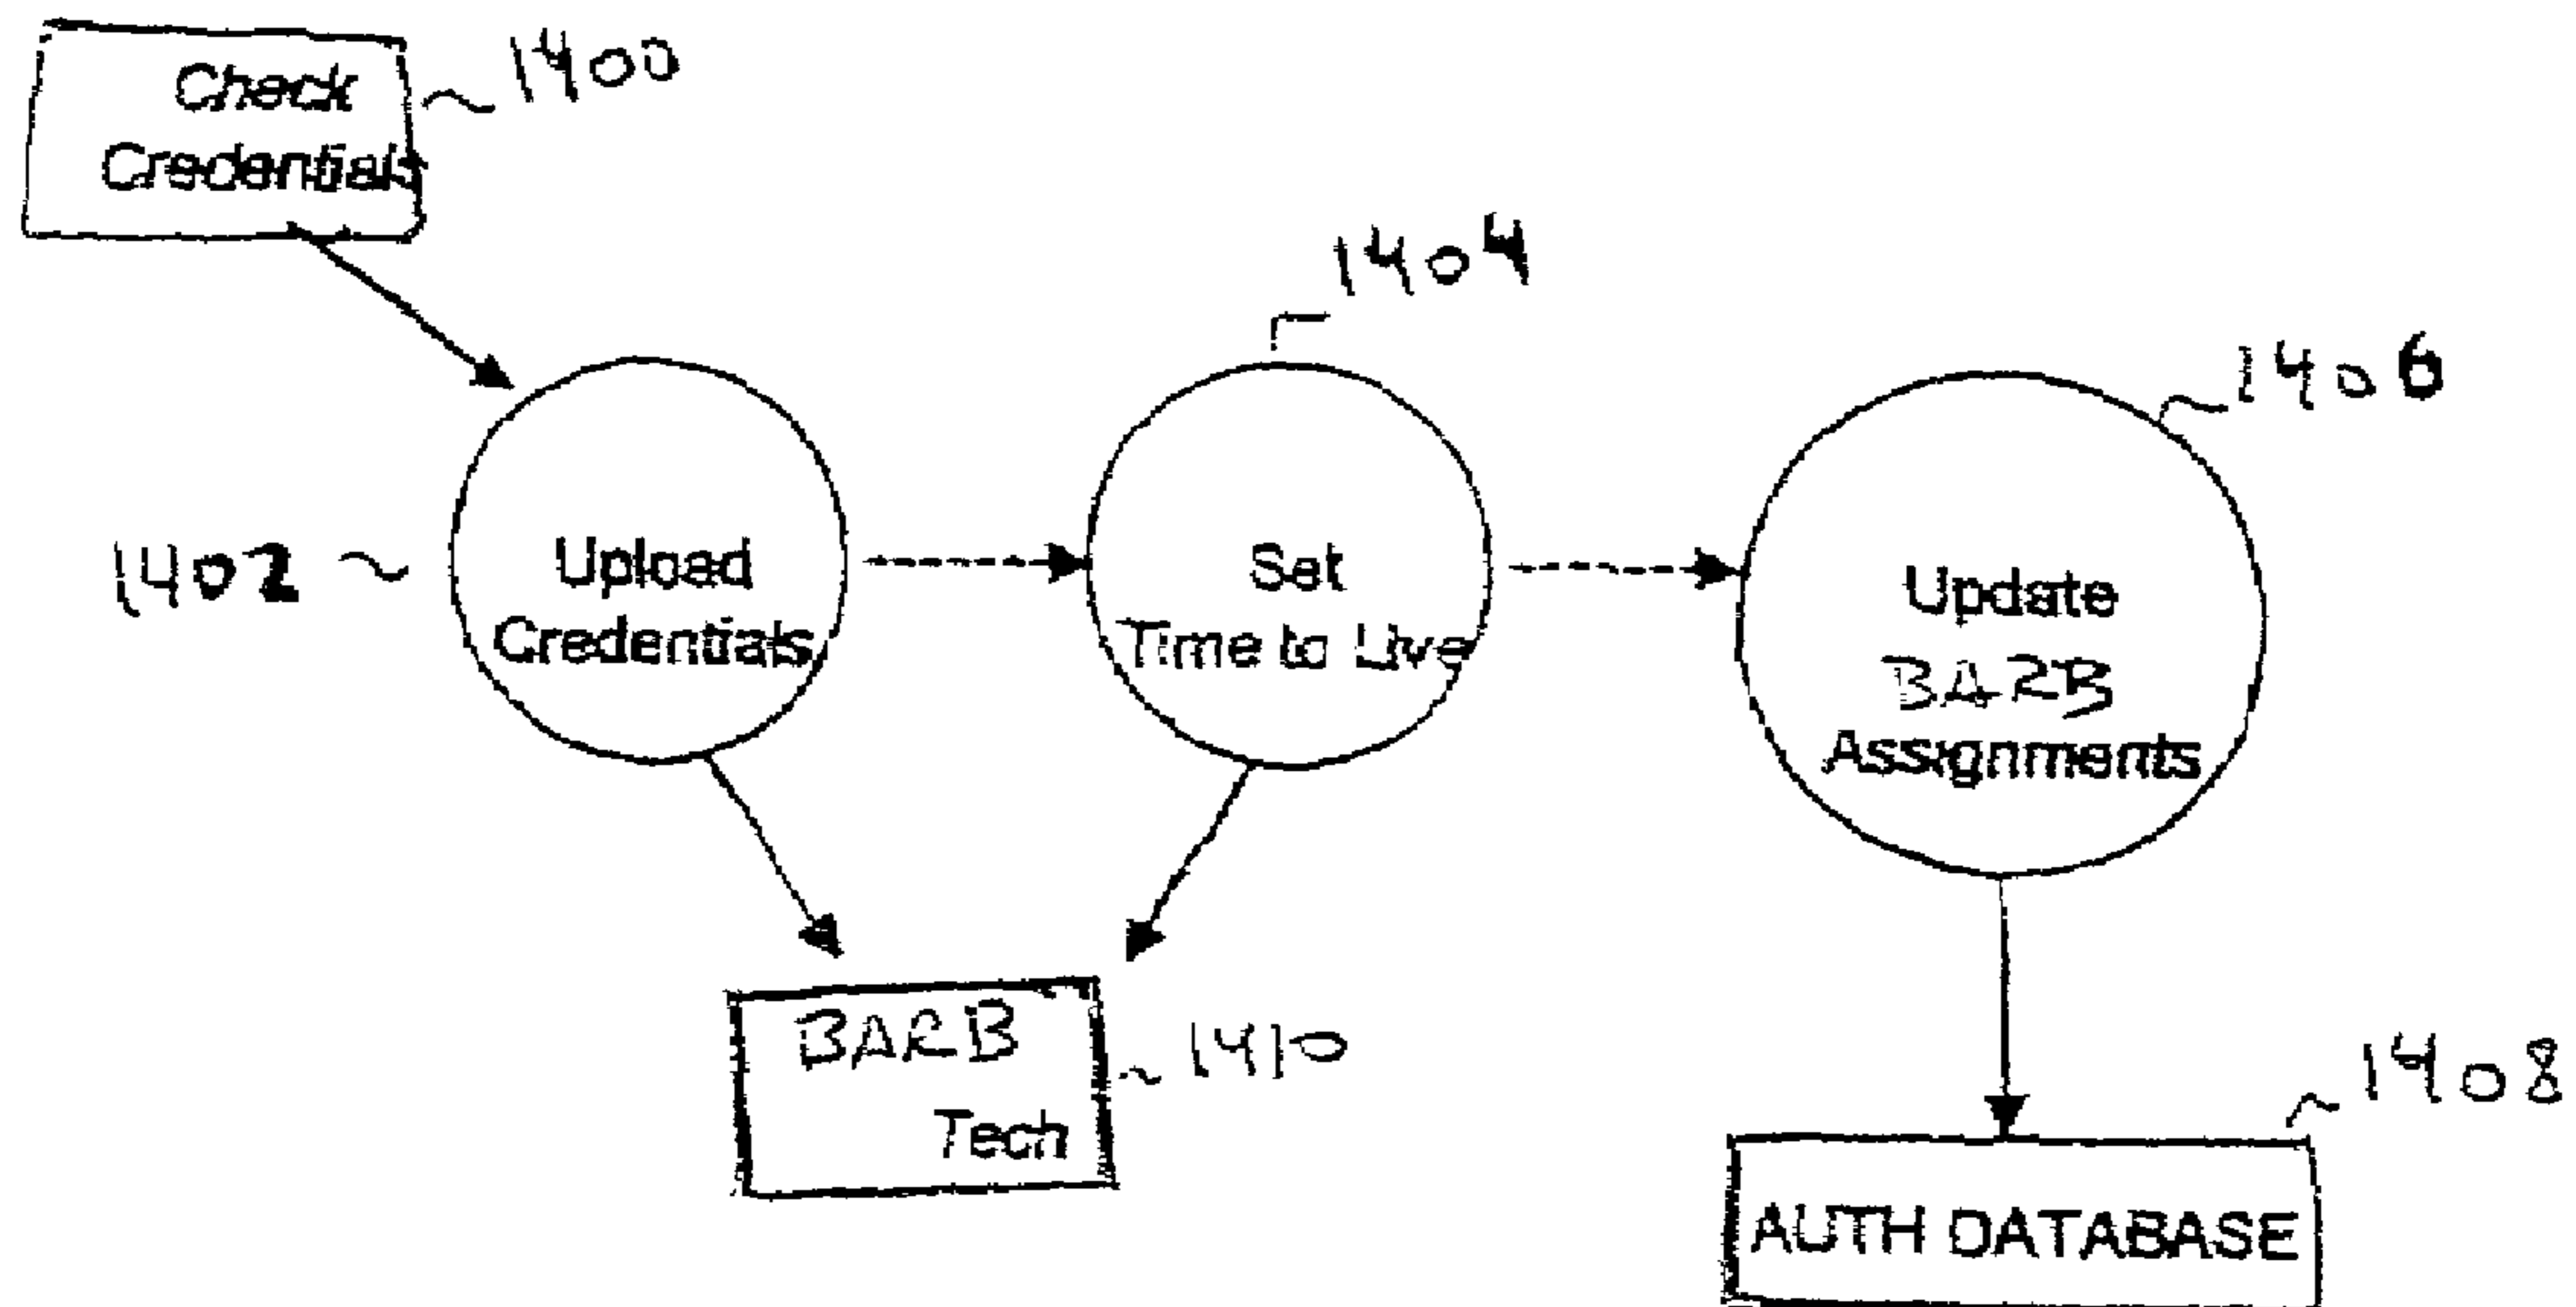 Check
Credentials
1400
1404
1406
1402
Upload
Credentials
Set
Time to Live
Update
BARB
Assignments
BARB
Tech
1410
1408
AUTH DATABASE